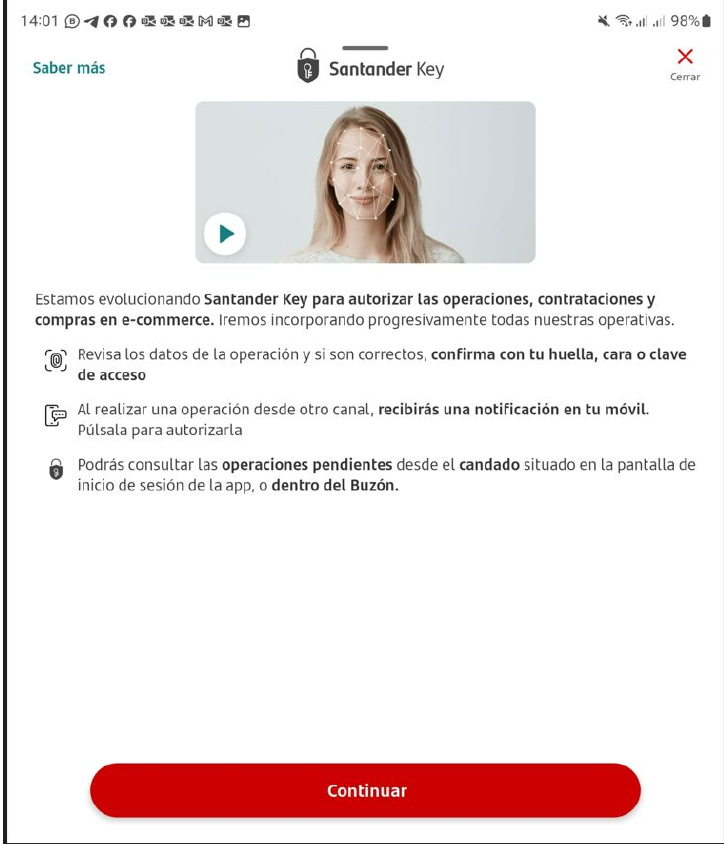 14:01 98%
Saber más
Santander Key
Cerrar
Estamos evolucionando Santander Key para autorizar las operaciones, contrataciones y
compras en e-commerce. Iremos incorporando progresivamente todas nuestras operativas.
Revisa los datos de la operación y si son correctos, confirma con tu huella, cara o clave
de acceso
Al realizar una operación desde otro canal, recibirás una notificación en tu móvil.
Púlsala para autorizarla
Podrás consultar las operaciones pendientes desde el candado situado en la pantalla de
inicio de sesión de la app, o dentro del Buzón.
Continuar